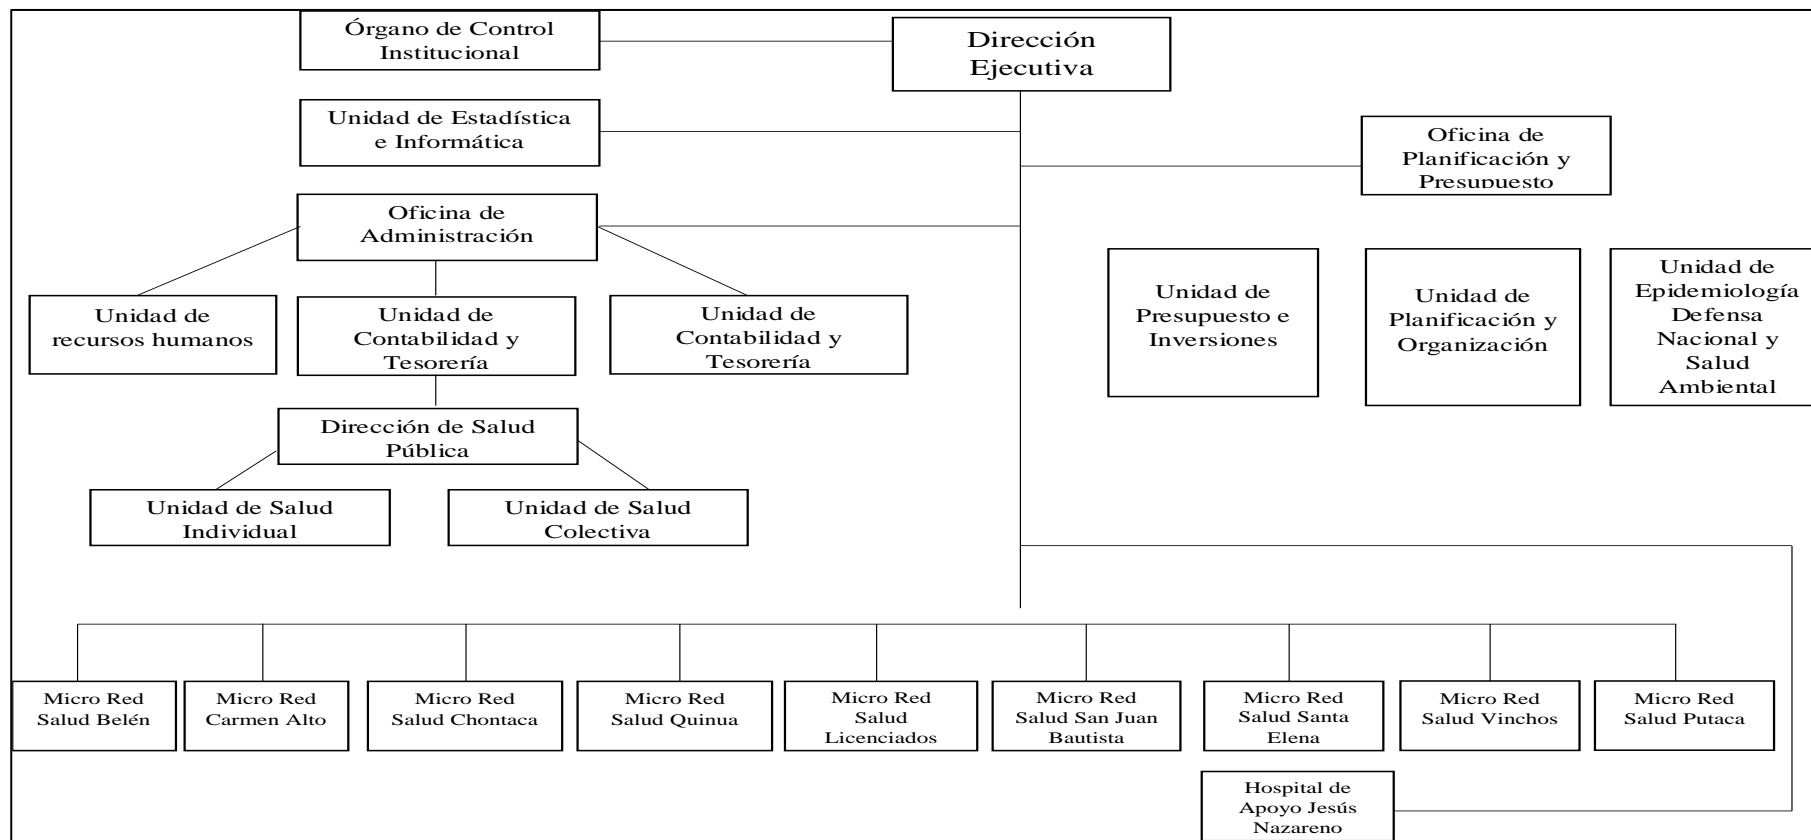 Órgano de Control
Institucional
Dirección
Ejecutiva
Unidad de Estadística
e Informática
Oficina de
Planificación y
Presupuesto
Oficina de
Administración
Unidad de
recursos humanos
Unidad de
Contabilidad y
Tesorería
Unidad de
Contabilidad y
Tesorería
Unidad de
Presupuesto e
Inversiones
Unidad de
Planificación y
Organización
Unidad de
Epidemiología
Defensa
Nacional y
Salud
Ambiental
Dirección de Salud
Pública
Unidad de Salud
Individual
Unidad de Salud
Colectiva
Micro Red
Salud Belén
Micro Red
Carmen Alto
Micro Red
Salud Chontaca
Micro Red
Salud Quinua
Micro Red
Salud
Licenciados
Micro Red
Salud San Juan
Bautista
Micro Red
Salud Santa
Elena
Micro Red
Salud Vinchos
Micro Red
Salud Putaca
Hospital de
Apoyo Jesús
Nazareno